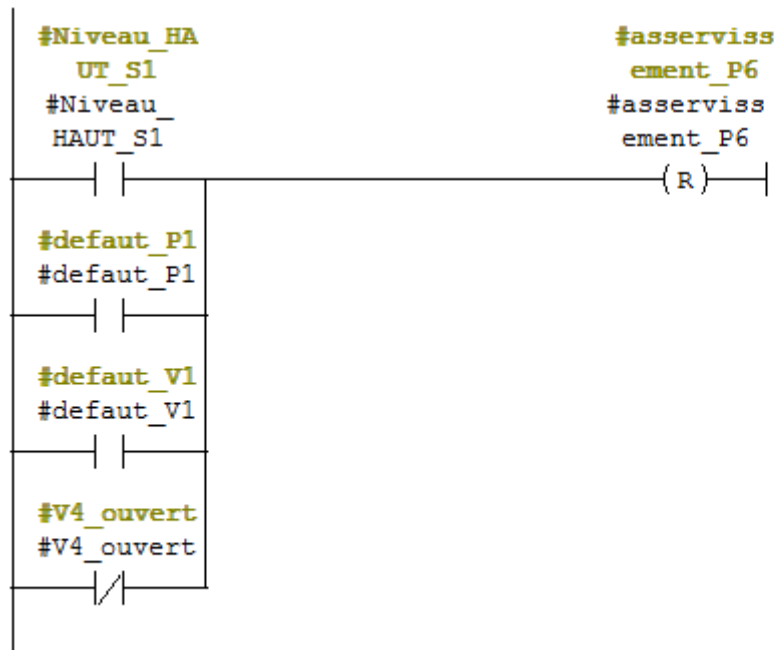 #Niveau_HA
UT_S1
#Niveau_
HAUT_S1
#asserviss
ement_P6
#asserviss
ement_P6
R
#defaut_P1
#defaut_P1
#defaut_V1
#defaut_V1
#V4_ouvert
#V4_ouvert